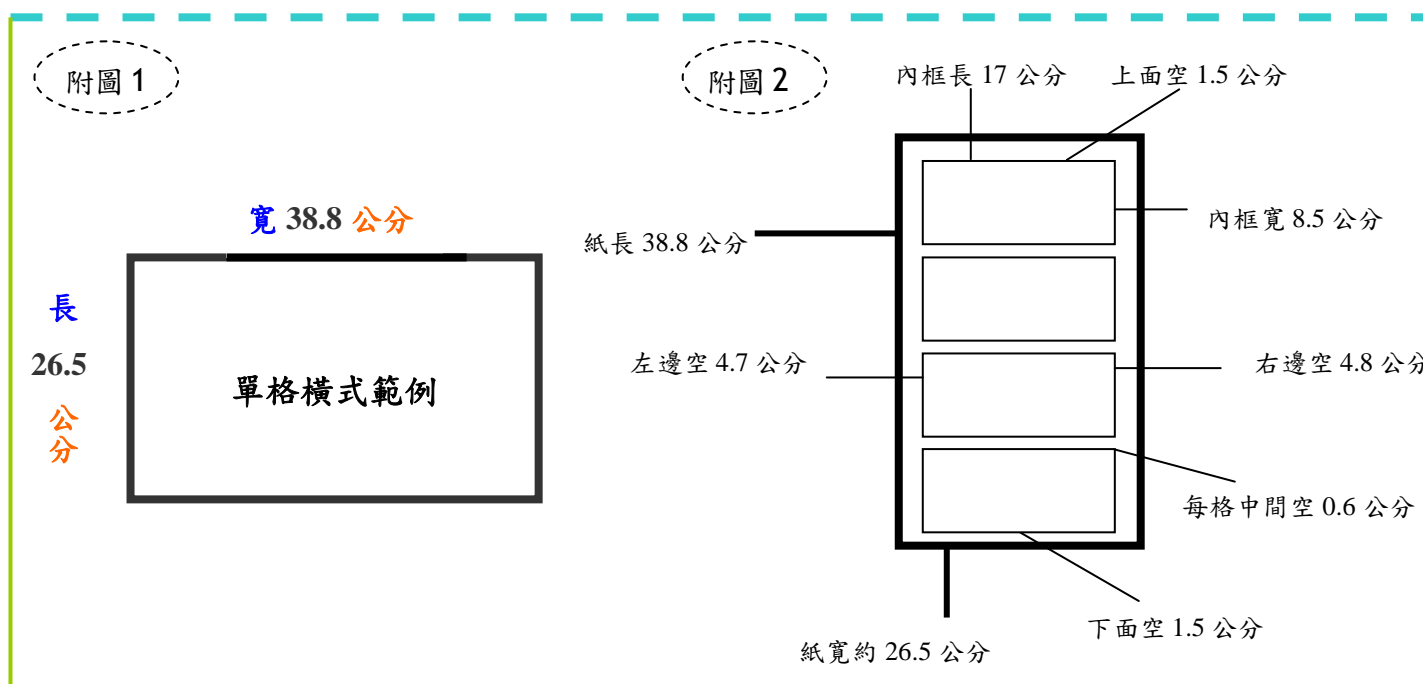 附圖 1
寬 38.8 公分
長
26.5
公
分
單格橫式範例
附圖 2
內框長 17 公分
上面空 1.5 公分
內框寬 8.5 公分
紙長 38.8 公分
左邊空 4.7 公分
右邊空 4.8 公分
每格中間空 0.6 公分
下面空 1.5 公分
紙寬約 26.5 公分